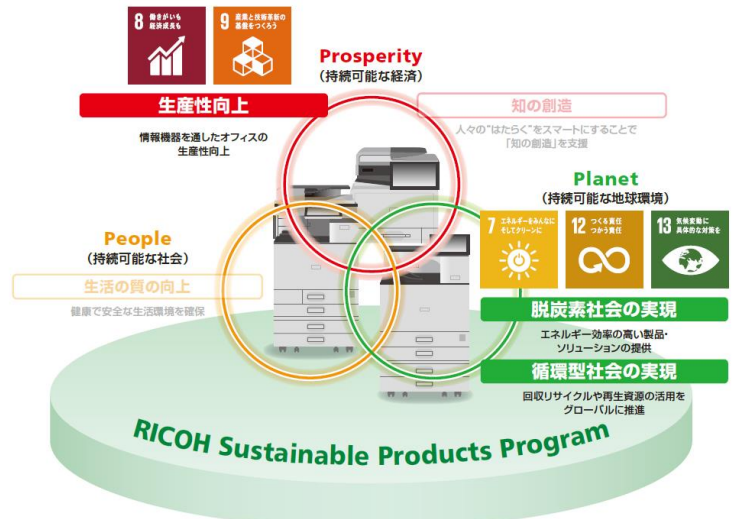 8 働きがいも
経済成長も
9 産業と技術革新の
基盤をつくろう
Prosperity
(持続可能な経済)
生産性向上
情報機器を通したオフィスの
生産性向上
知の創造
人々の"はたらく"をスマートにすることで
「知の創造」を支援
Planet
(持続可能な地球環境)
7 エネルギーをみんなに
そしてクリーンに
12 つくる責任
つかう責任
13 気候変動に
具体的な対策を
People
(持続可能な社会)
生活の質の向上
健康で安全な生活環境を確保
脱炭素社会の実現
エネルギー効率の高い製品・
ソリューションの提供
循環型社会の実現
回収リサイクルや再生資源の活用を
グローバルに推進
RICOH Sustainable Products Program